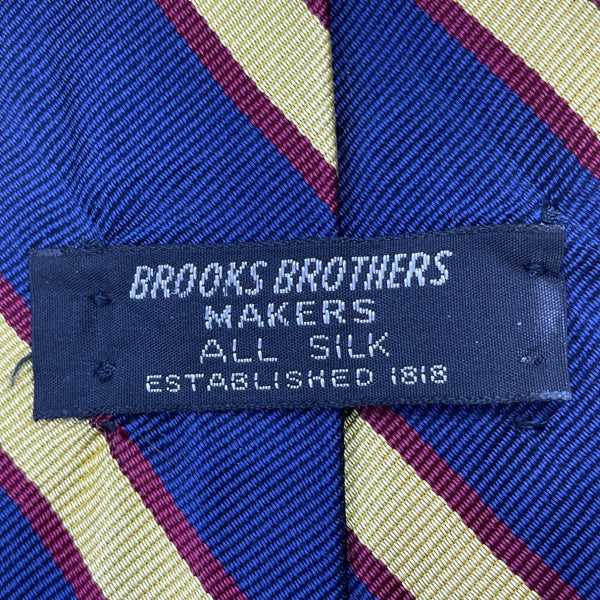 BROOKS BROTHERS
MAKERS
ALL SILK
ESTABLISHED 1818